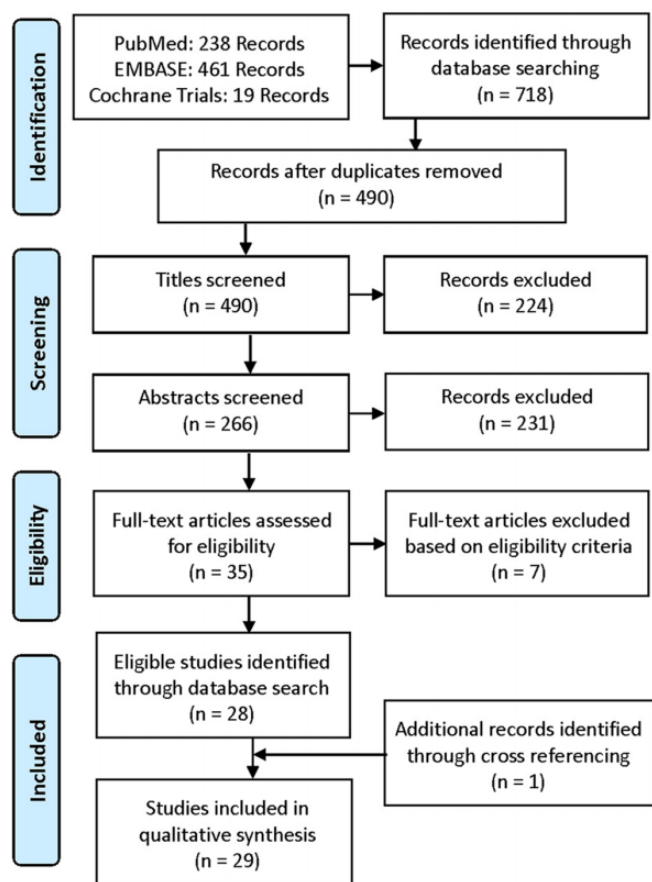 Identification
PubMed: 238 Records
EMBASE: 461 Records
Cochrane Trials: 19 Records
Records identified through
database searching
(n = 718)
Records after duplicates removed
(n = 490)
Screening
Titles screened
(n = 490)
Records excluded
(n = 224)
Abstracts screened
(n = 266)
Records excluded
(n = 231)
Eligibility
Full-text articles assessed
for eligibility
(n = 35)
Full-text articles excluded
based on eligibility criteria
(n = 7)
Included
Eligible studies identified
through database search
(n = 28)
Additional records identified
through cross referencing
(n = 1)
Studies included in
qualitative synthesis
(n = 29)